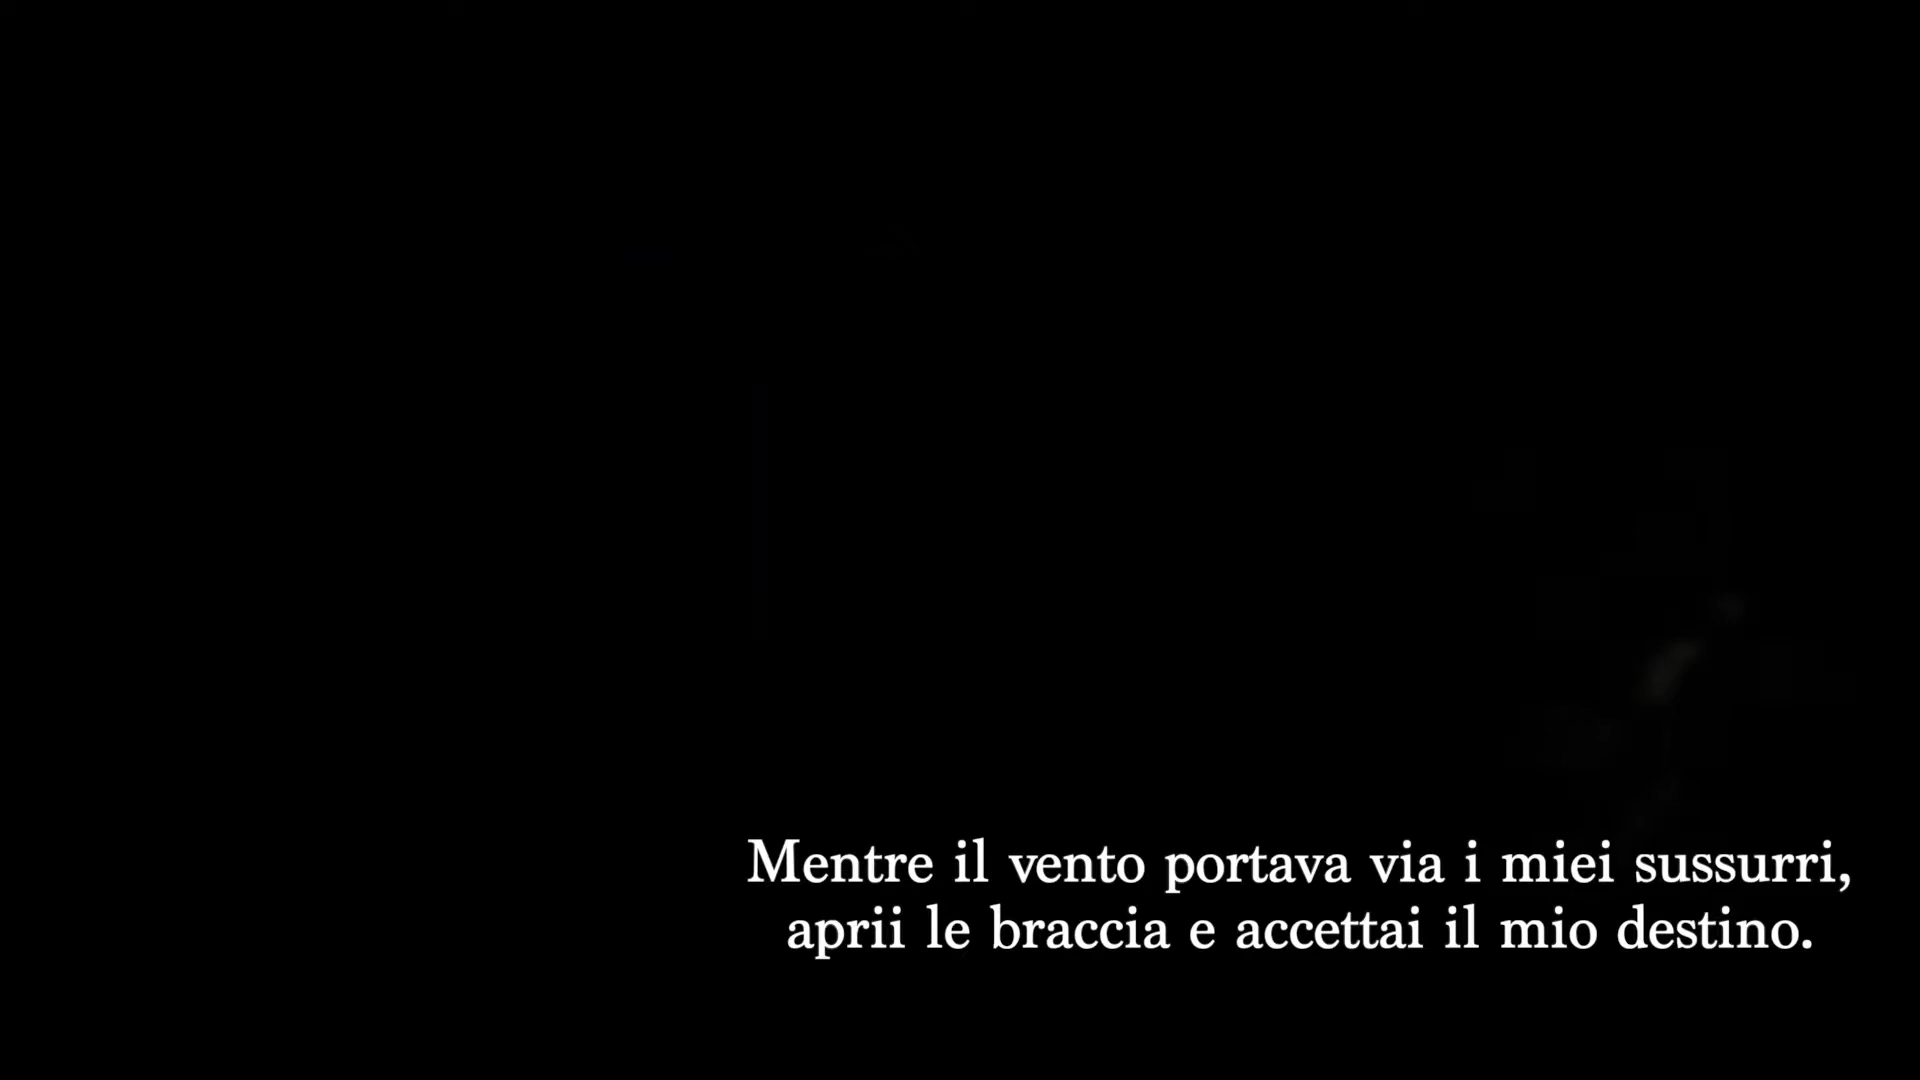 Mentre il vento portava via i miei sussurri,
aprii le braccia e accettai il mio destino.